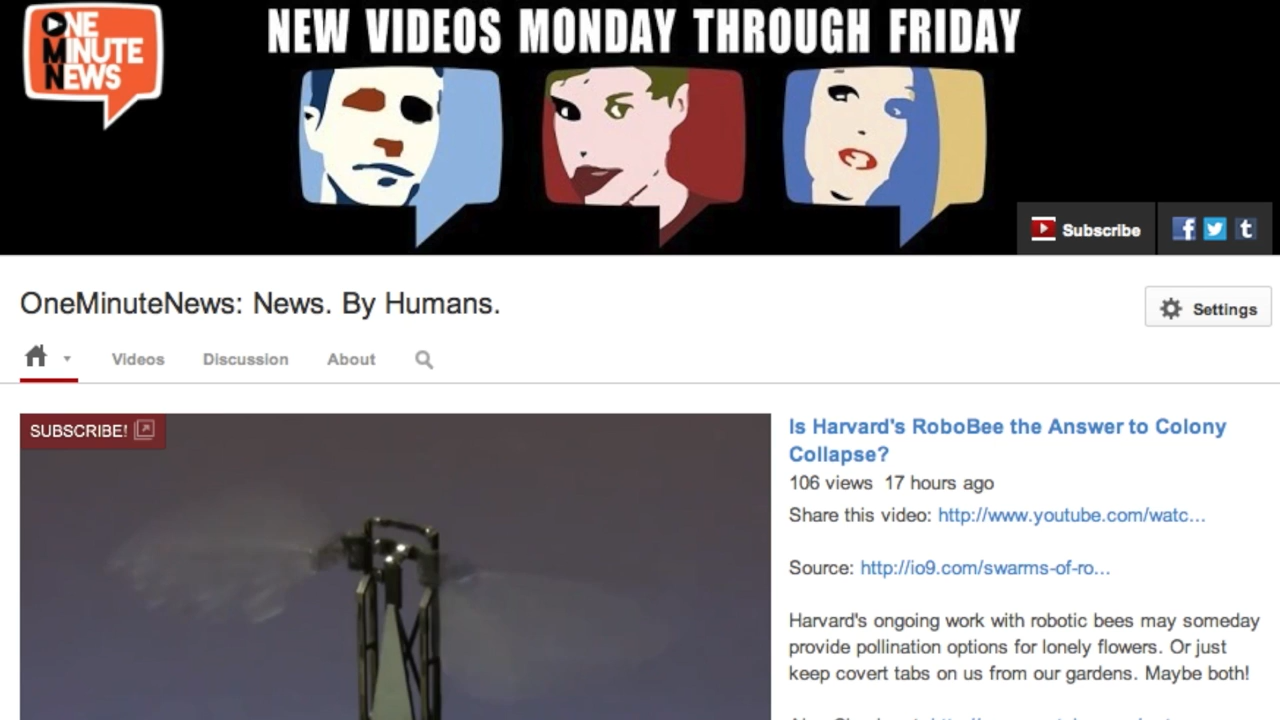 ONE
MINUTE
NEWS
NEW VIDEOS MONDAY THROUGH FRIDAY
Subscribe
f
t
OneMinuteNews: News. By Humans.
Settings
Videos Discussion About
SUBSCRIBE!
Is Harvard's RoboBee the Answer to Colony
Collapse?
106 views 17 hours ago
Share this video: http://www.youtube.com/watc...
Source: http://io9.com/swarms-of-ro...
Harvard's ongoing work with robotic bees may someday
provide pollination options for lonely flowers. Or just
keep covert tabs on us from our gardens. Maybe both!